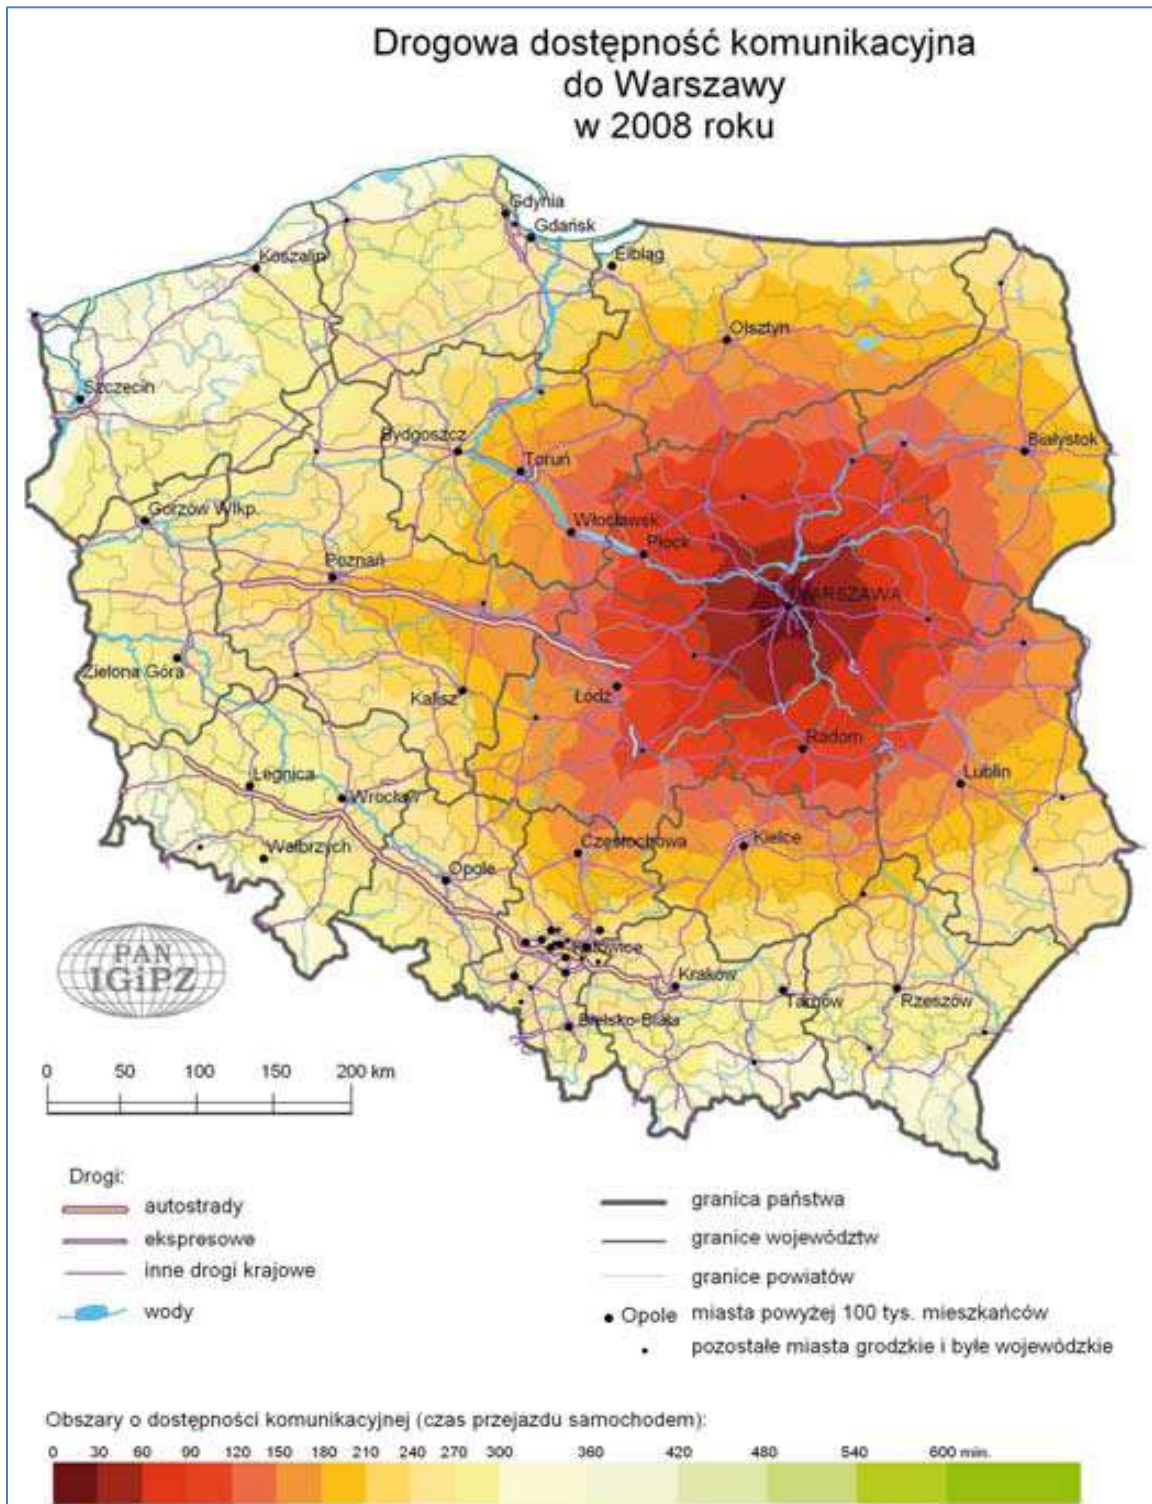 Drogowa dostępność komunikacyjna
do Warszawy
w 2008 roku
Gdynia
Gdańsk
Koszalin
Elbląg
Olsztyn
Szczecin
Bydgoszcz
Białystok
Toruń
Gorzów Wlkp.
Włocławek
Płock
Poznań
WARSZAWA
Zielona Góra
Kalisz
Łódź
Radom
Legnica
Lublin
Wrocław
Wałbrzych
Częstochowa
Kielce
Opole
PAN
IGiPZ
Katowice
Kraków
Tarnów
Rzeszów
Bielsko-Biała
0 50 100 150 200 km
Drogi:
autostrady
ekspresowe
inne drogi krajowe
wody
granica państwa
granice województw
granice powiatów
Opole miasta powyżej 100 tys. mieszkańców
pozostałe miasta grodzkie i byłe wojewódzkie
Obszary o dostępności komunikacyjnej (czas przejazdu samochodem):
0 30 60 90 120 150 180 210 240 270 300 360 420 480 540 600 min.